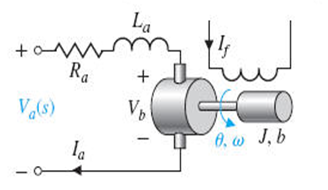 L_a
I_f
+
R_a
+
V_a(s)
V_b
−
J, b
θ, ω
I_a
−